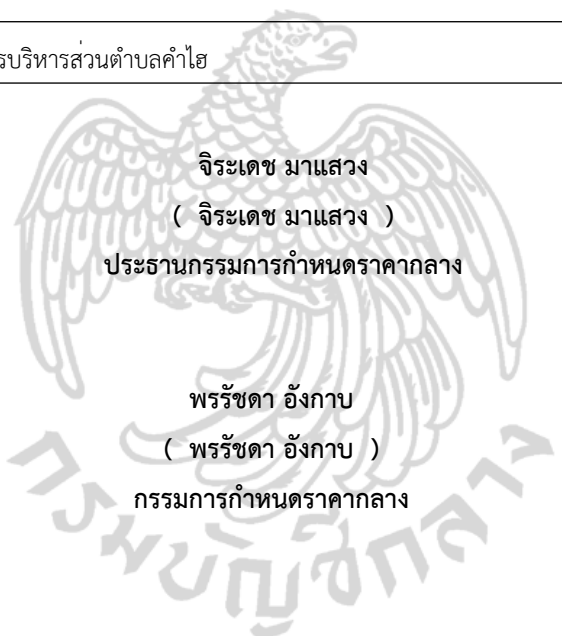 รบริหารส่วนตำบลคำไฮ
จิระเดช มาแสวง
( จิระเดช มาแสวง )
ประธานกรรมการกำหนดราคากลาง
พรรัชดา อังกาบ
( พรรัชดา อังกาบ )
กรรมการกำหนดราคากลาง
กรมบัญชีกลาง